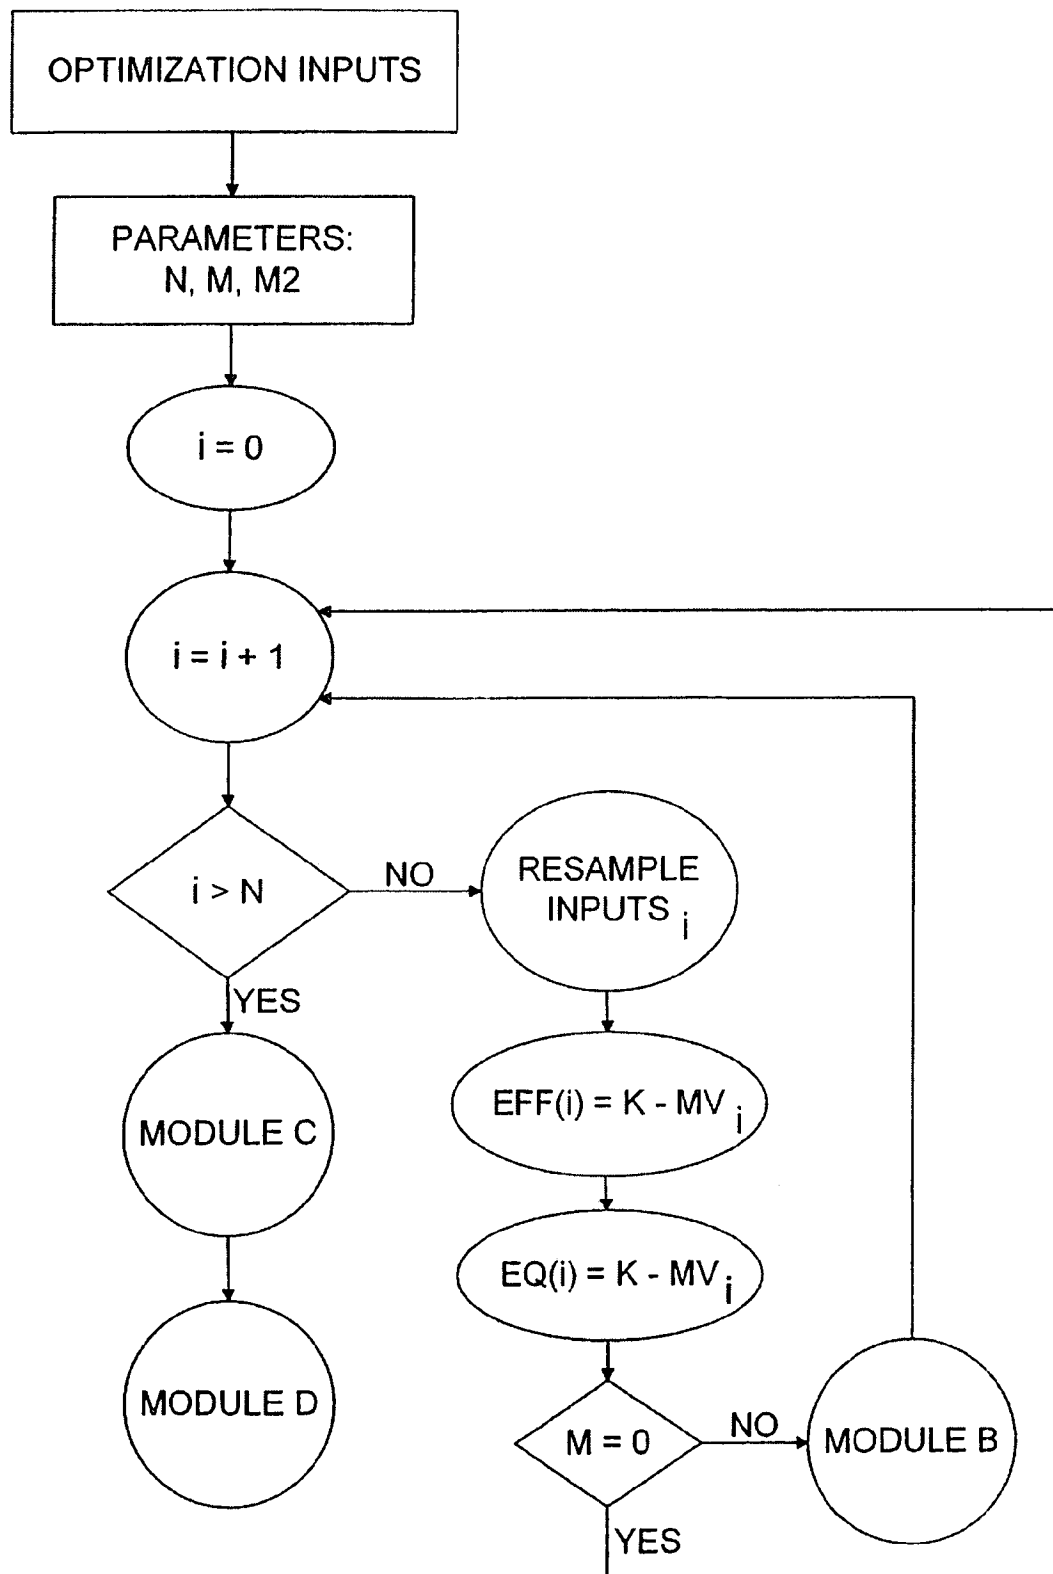 OPTIMIZATION INPUTS
PARAMETERS:
N, M, M2
i = 0
i = i + 1
i > N
NO
RESAMPLE
INPUTS i
YES
EFF(i) = K - MV i
MODULE C
EQ(i) = K - MV i
MODULE D
M = 0
NO
MODULE B
YES